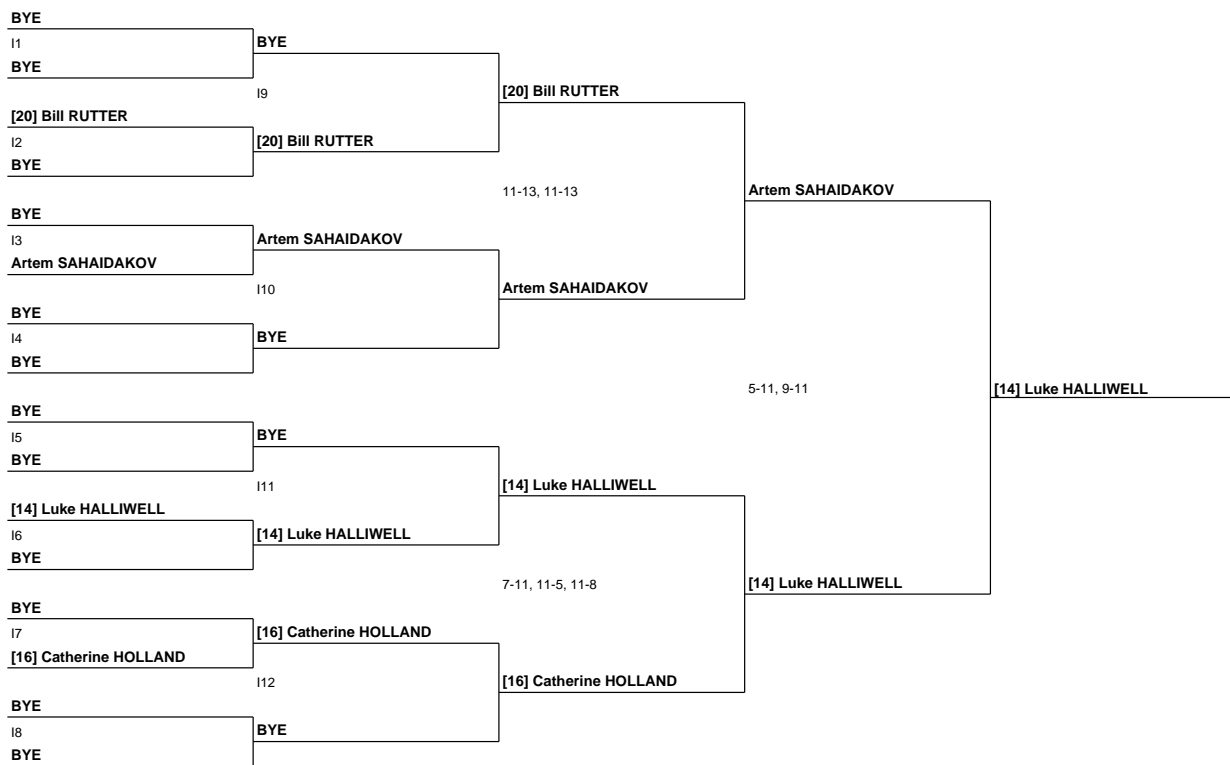 BYE
I1
BYE
BYE
I9
[20] Bill RUTTER
[20] Bill RUTTER
I2
[20] Bill RUTTER
BYE
11-13, 11-13
Artem SAHAIDAKOV
BYE
I3
Artem SAHAIDAKOV
Artem SAHAIDAKOV
I10
Artem SAHAIDAKOV
BYE
I4
BYE
BYE
5-11, 9-11
[14] Luke HALLIWELL
BYE
I5
BYE
BYE
I11
[14] Luke HALLIWELL
[14] Luke HALLIWELL
I6
[14] Luke HALLIWELL
BYE
7-11, 11-5, 11-8
[14] Luke HALLIWELL
BYE
I7
[16] Catherine HOLLAND
[16] Catherine HOLLAND
I12
[16] Catherine HOLLAND
BYE
I8
BYE
BYE